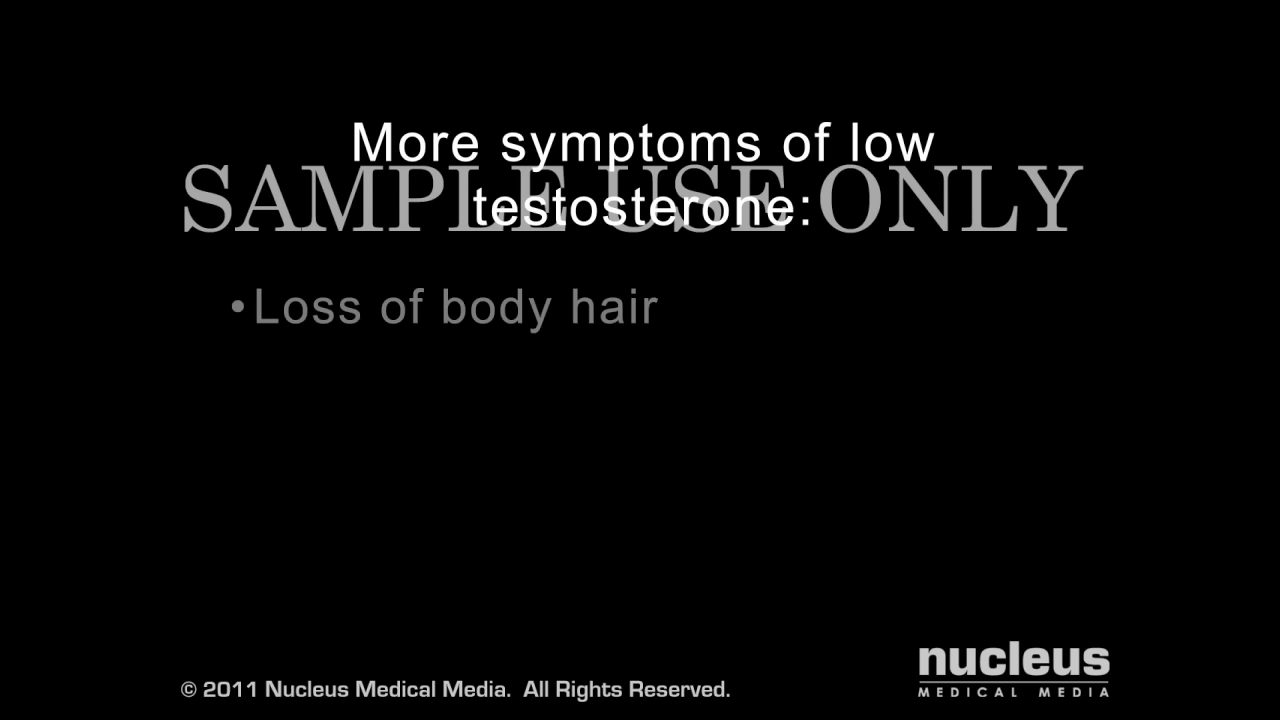 More symptoms of low
SAMPLE USE ONLY
testosterone:
•Loss of body hair
nucleus
MEDICAL MEDIA
© 2011 Nucleus Medical Media. All Rights Reserved.